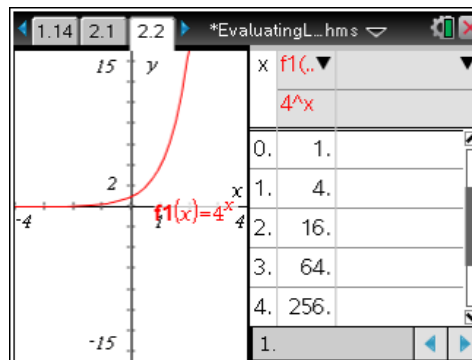 1.14 2.1 2.2 *EvaluatingL...hms
15 y
2
x
-4 1 4
f1(x)=4^x
-15
x f1(..▼ ▼
4^x
0. 1.
1. 4.
2. 16.
3. 64.
4. 256.
1.